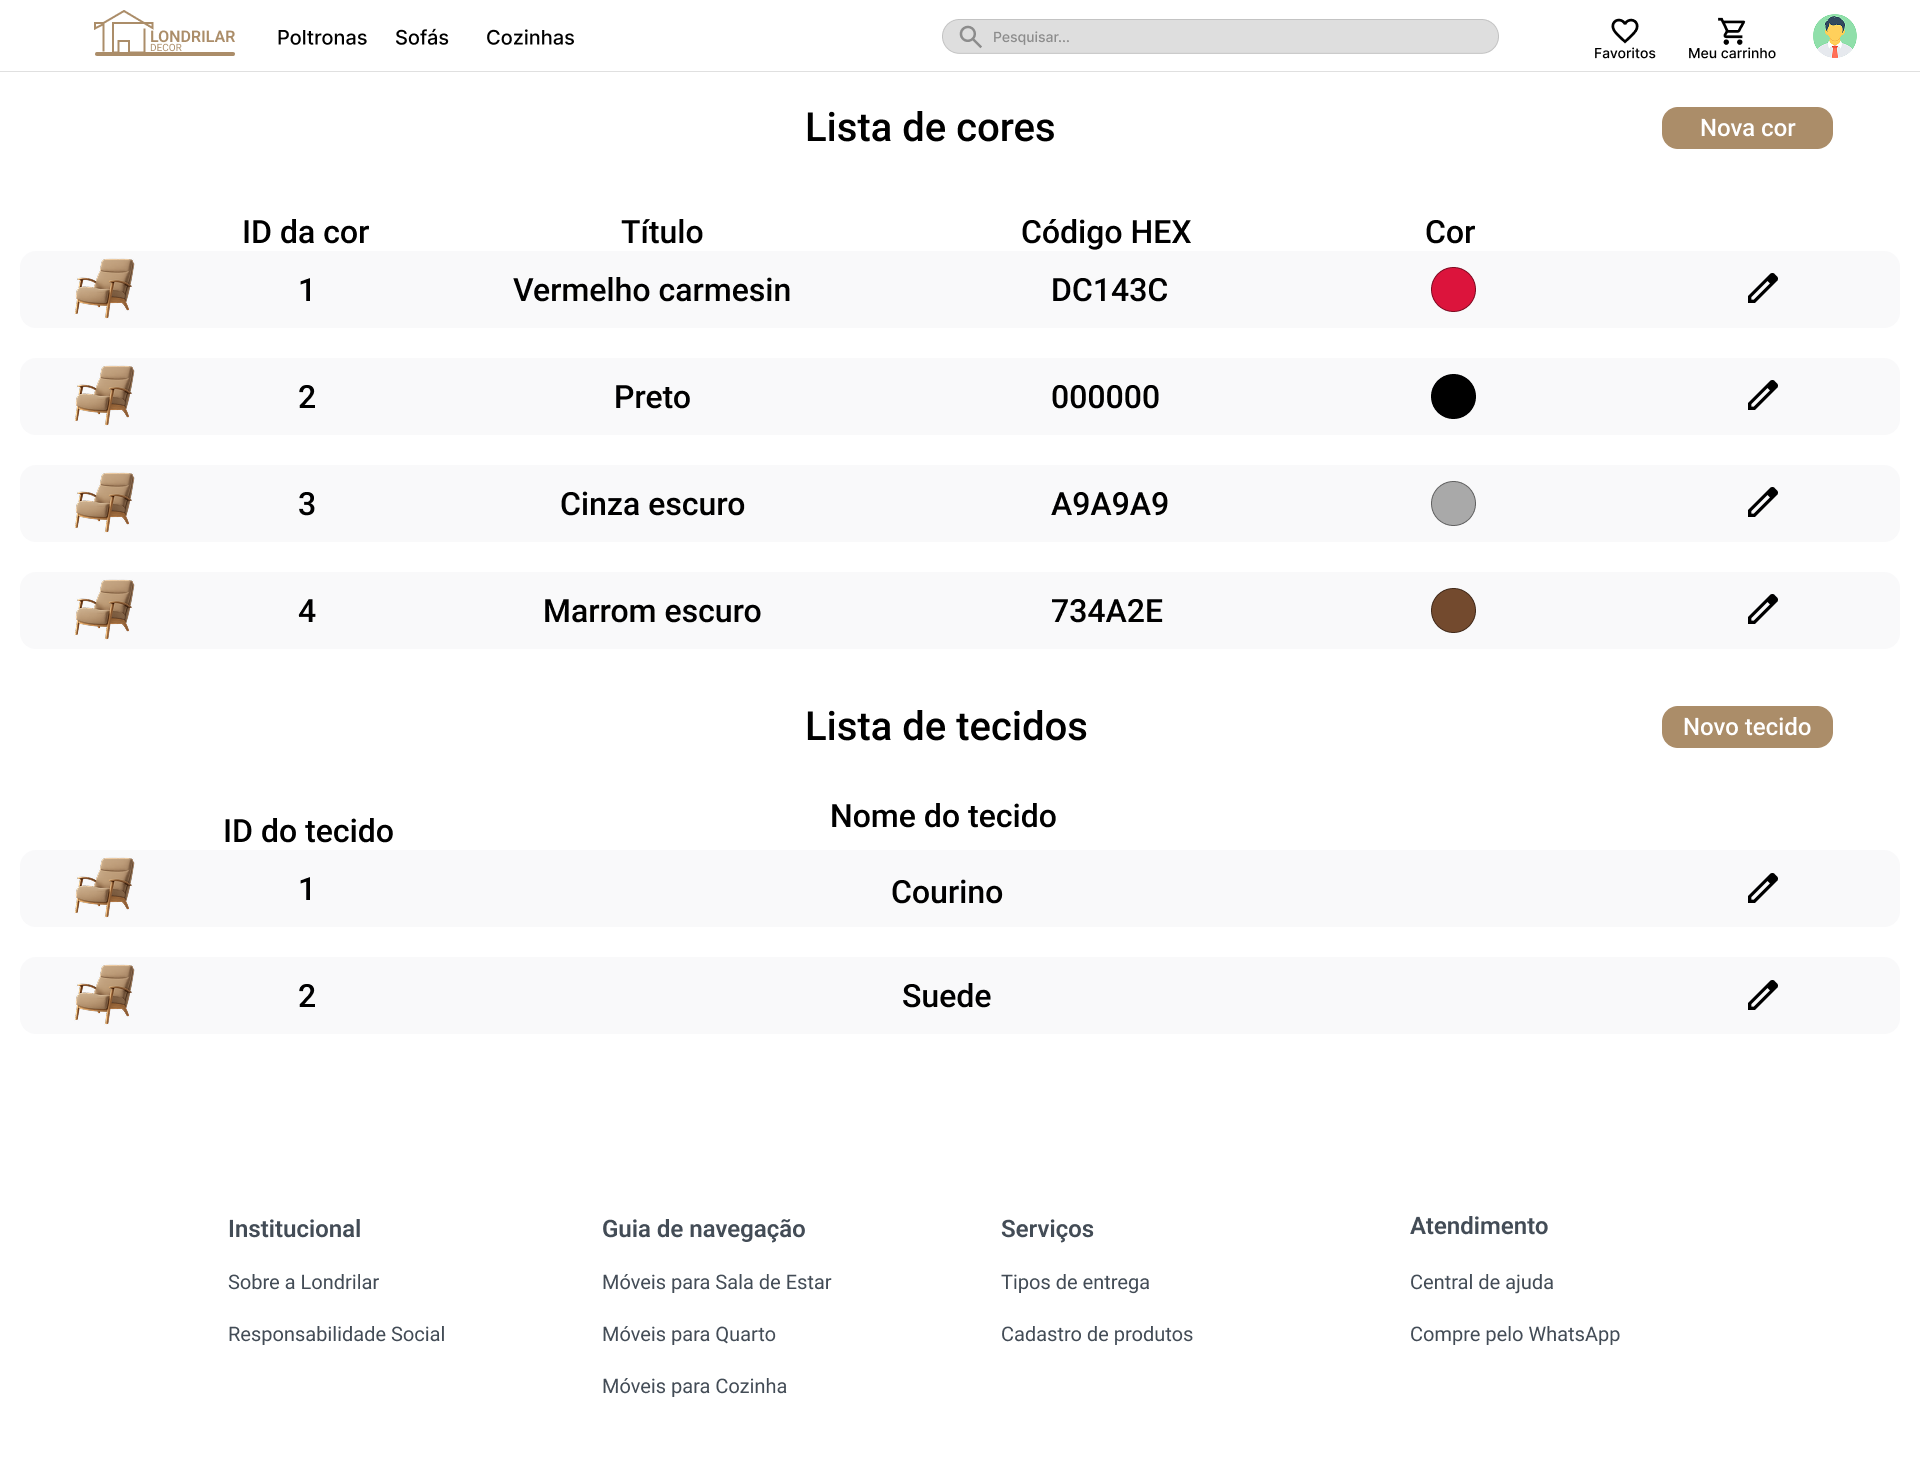 LONDRILAR
DECOR
Poltronas Sofás Cozinhas
Pesquisar...
Favoritos
Meu carrinho
Lista de cores
Nova cor
ID da cor Título Código HEX Cor
1 Vermelho carmesin DC143C
2 Preto 000000
3 Cinza escuro A9A9A9
4 Marrom escuro 734A2E
Lista de tecidos
Novo tecido
ID do tecido Nome do tecido
1 Courino
2 Suede
Institucional
Sobre a Londrilar
Responsabilidade Social
Guia de navegação
Móveis para Sala de Estar
Móveis para Quarto
Móveis para Cozinha
Serviços
Tipos de entrega
Cadastro de produtos
Atendimento
Central de ajuda
Compre pelo WhatsApp